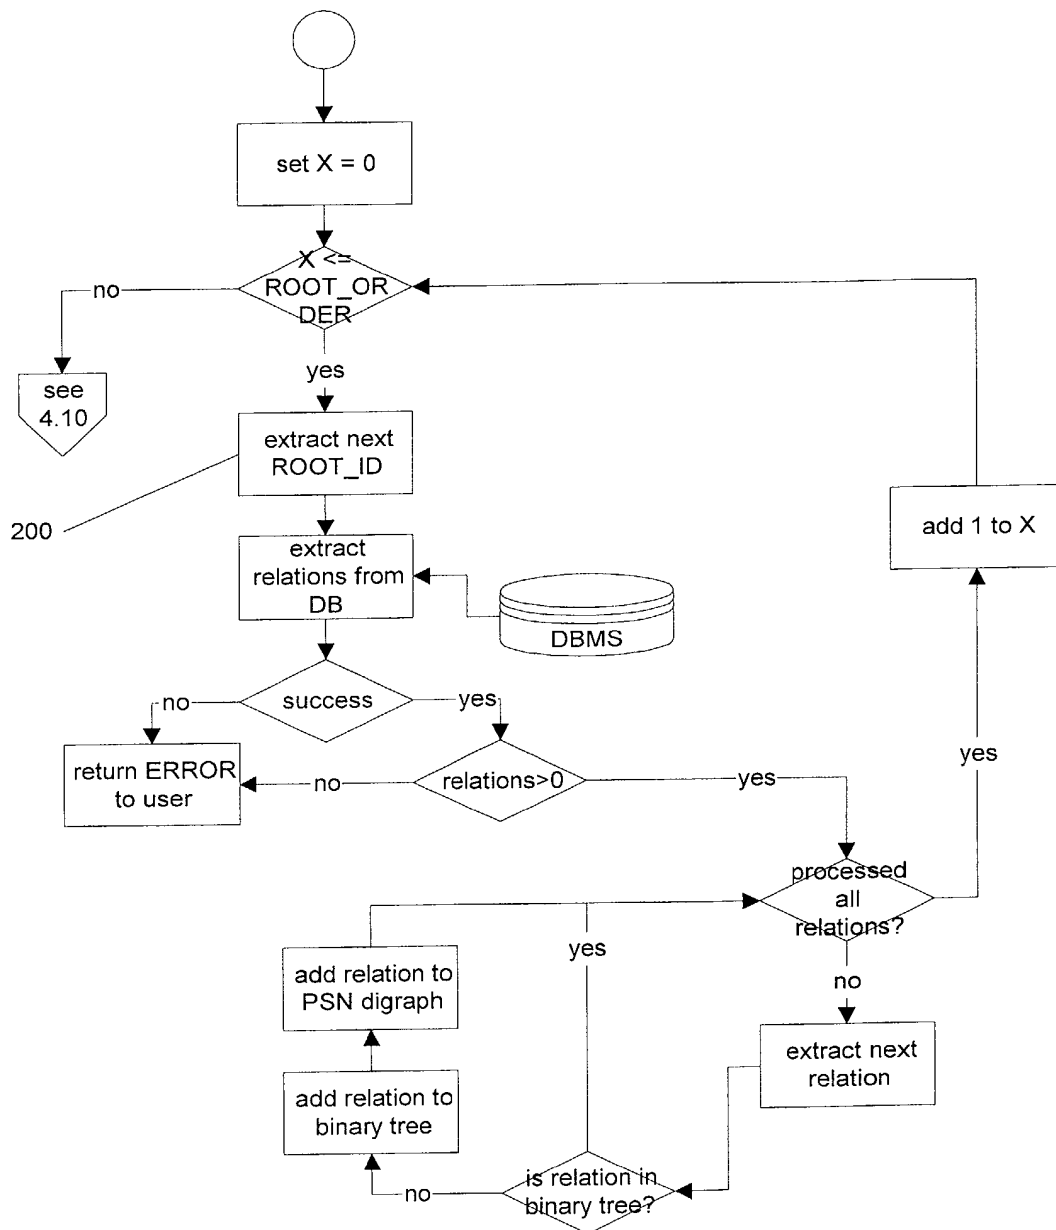 set X = 0
X <=
ROOT_OR
DER
no
yes
see
4.10
extract next
ROOT_ID
200
add 1 to X
extract
relations from
DB
DBMS
success
no
yes
return ERROR
to user
no
relations>0
yes
yes
processed
all
relations?
add relation to
PSN digraph
yes
no
extract next
relation
add relation to
binary tree
no
is relation in
binary tree?